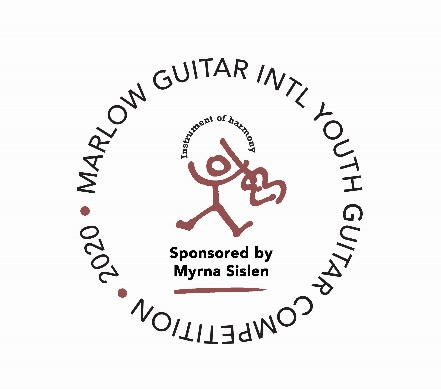 2020 • MARLOW GUITAR INTL YOUTH GUITAR COMPETITION •
Instrument of harmony
Sponsored by
Myrna Sislen